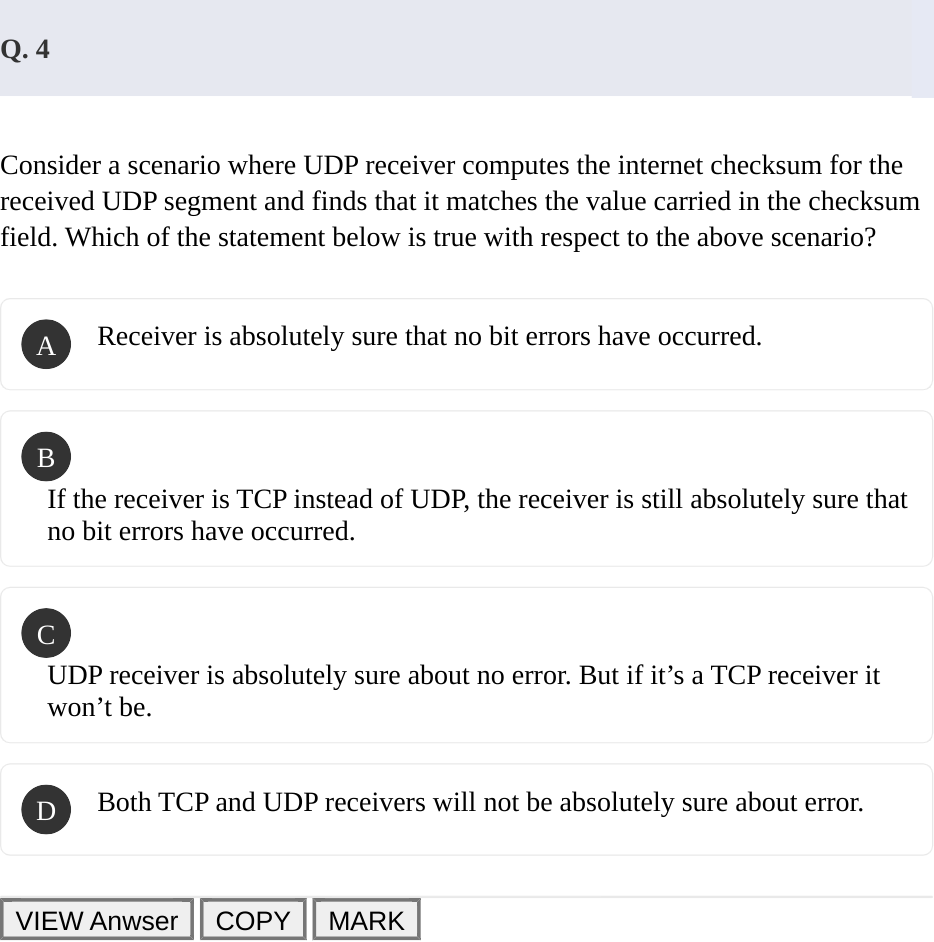 Q. 4
Consider a scenario where UDP receiver computes the internet checksum for the
received UDP segment and finds that it matches the value carried in the checksum
field. Which of the statement below is true with respect to the above scenario?
A Receiver is absolutely sure that no bit errors have occurred.
B
If the receiver is TCP instead of UDP, the receiver is still absolutely sure that
no bit errors have occurred.
C
UDP receiver is absolutely sure about no error. But if it’s a TCP receiver it
won’t be.
D Both TCP and UDP receivers will not be absolutely sure about error.
VIEW Anwser COPY MARK